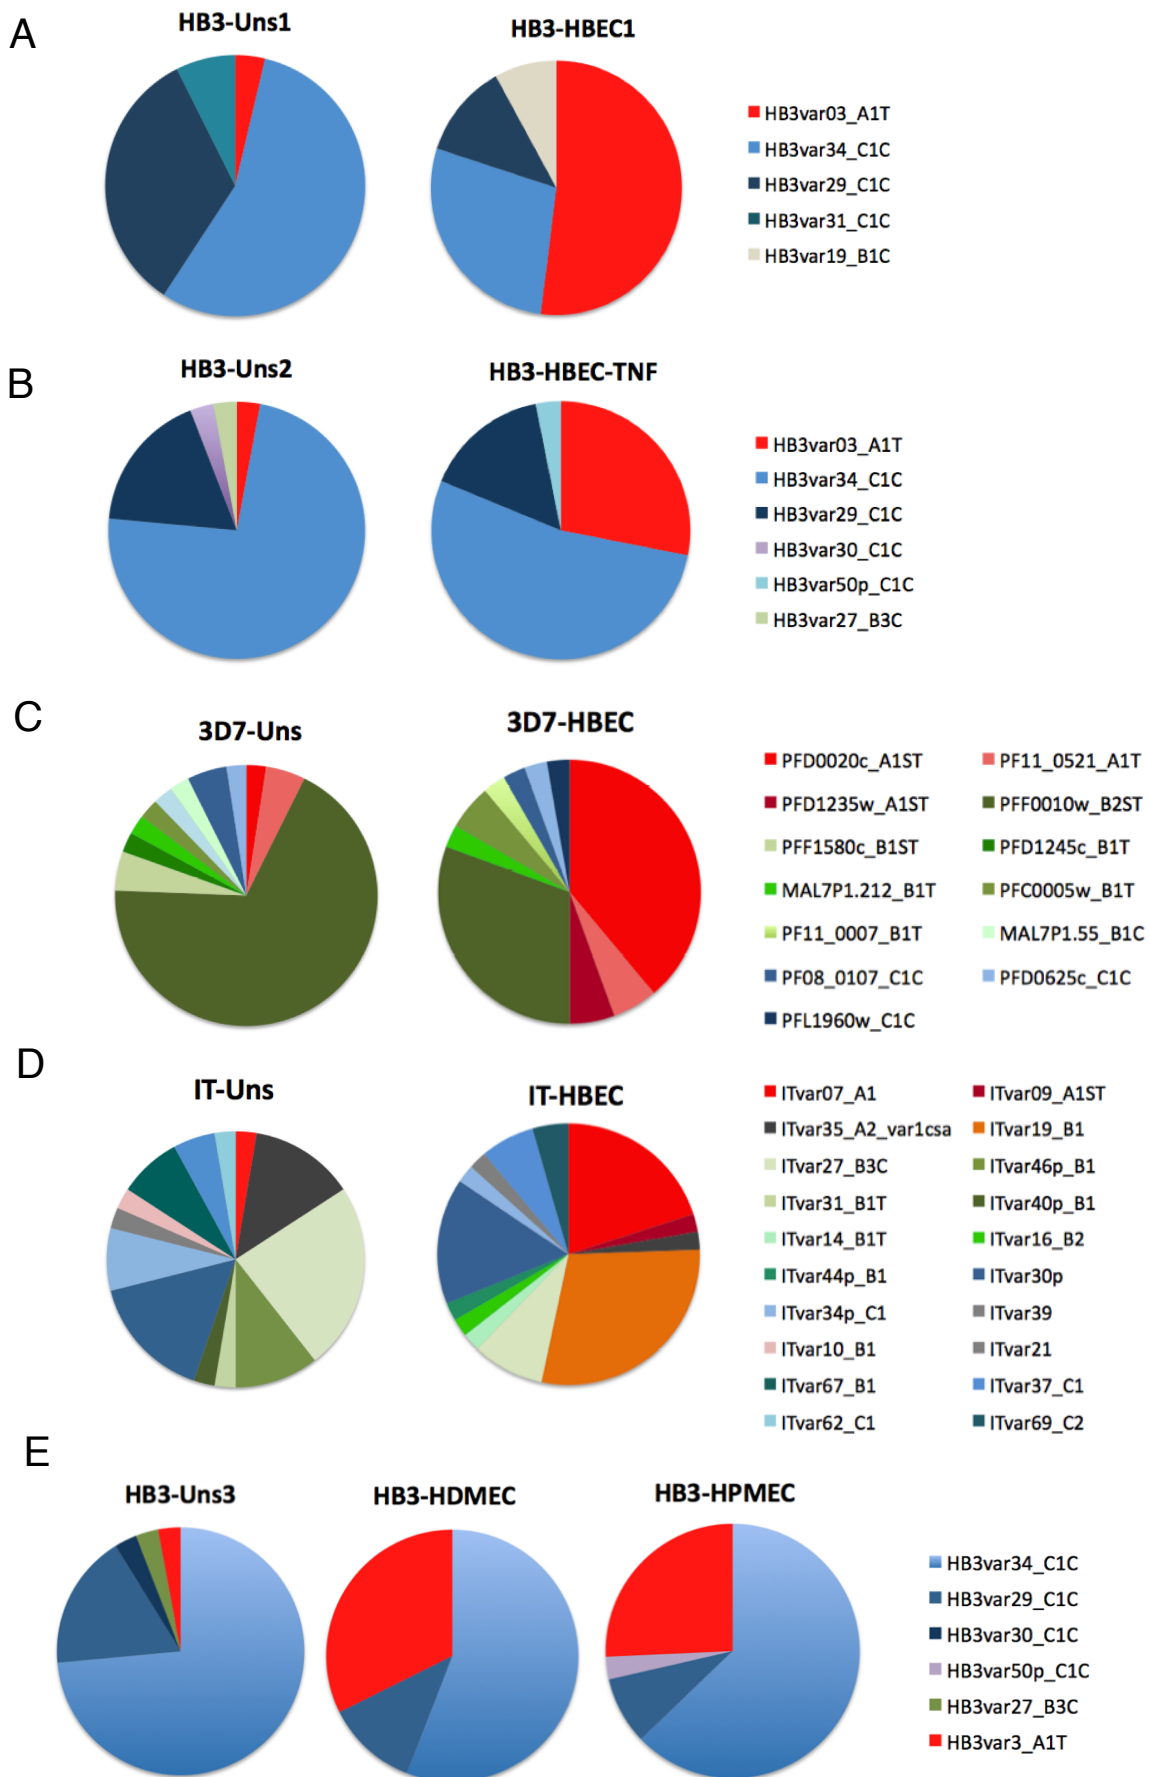 A
HB3-Uns1
HB3-HBEC1
HB3var03_A1T
HB3var34_C1C
HB3var29_C1C
HB3var31_C1C
HB3var19_B1C
B
HB3-Uns2
HB3-HBEC-TNF
HB3var03_A1T
HB3var34_C1C
HB3var29_C1C
HB3var30_C1C
HB3var50p_C1C
HB3var27_B3C
C
3D7-Uns
3D7-HBEC
PFD0020c_A1ST PF11_0521_A1T
PFD1235w_A1ST PFF0010w_B2ST
PFF1580c_B1ST PFD1245c_B1T
MAL7P1.212_B1T PFC0005w_B1T
PF11_0007_B1T MAL7P1.55_B1C
PF08_0107_C1C PFD0625c_C1C
PFL1960w_C1C
D
IT-Uns
IT-HBEC
ITvar07_A1 ITvar09_A1ST
ITvar35_A2_var1csa ITvar19_B1
ITvar27_B3C ITvar46p_B1
ITvar31_B1T ITvar40p_B1
ITvar14_B1T ITvar16_B2
ITvar44p_B1 ITvar30p
ITvar34p_C1 ITvar39
ITvar10_B1 ITvar21
ITvar67_B1 ITvar37_C1
ITvar62_C1 ITvar69_C2
E
HB3-Uns3
HB3-HDMEC
HB3-HPMEC
HB3var34_C1C
HB3var29_C1C
HB3var30_C1C
HB3var50p_C1C
HB3var27_B3C
HB3var3_A1T